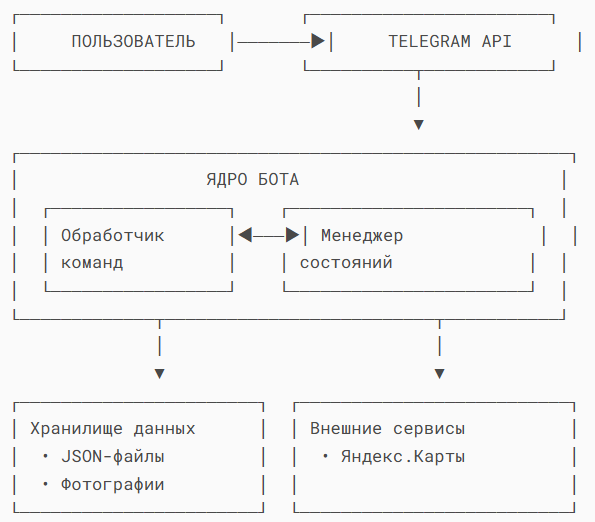 ПОЛЬЗОВАТЕЛЬ TELEGRAM API
ЯДРО БОТА
Обработчик Менеджер
команд состояний
Хранилище данных Внешние сервисы
• JSON-файлы • Яндекс.Карты
• Фотографии